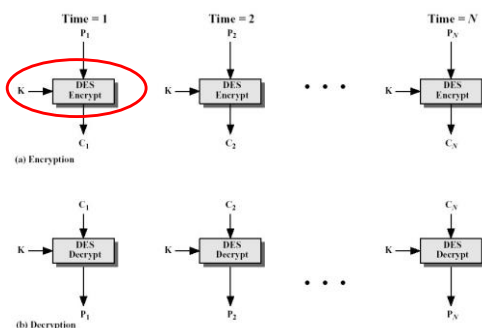 Time = 1 Time = 2 Time = N
P1 P2 PN
K DES Encrypt K DES Encrypt K DES Encrypt
C1 C2 CN
(a) Encryption
C1 C2 CN
K DES Decrypt K DES Decrypt K DES Decrypt
P1 P2 PN
(b) Decryption